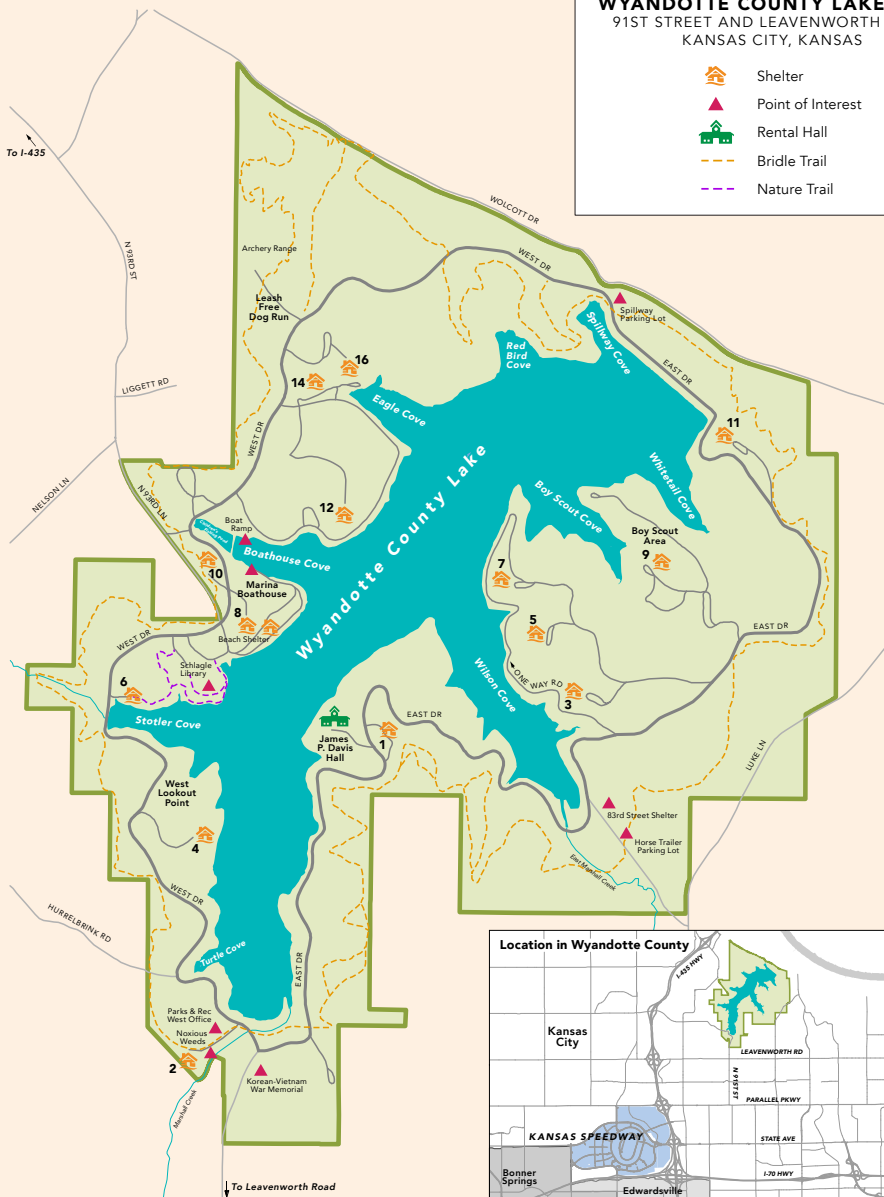 WYANDOTTE COUNTY LAKE
91ST STREET AND LEAVENWORTH
KANSAS CITY, KANSAS
Shelter
Point of Interest
Rental Hall
Bridle Trail
Nature Trail
To I-435
N 93RD ST
WOLCOTT DR
Archery Range
WEST DR
Leash
Free
Dog Run
Spillway
Parking Lot
Spillway Cove
Red
Bird
Cove
EAST DR
16
14
LIGGETT RD
Eagle Cove
11
WEST DR
Whitetail Cove
NELSON LN
N 93RD LN
12
Boy Scout Cove
Boat
Ramp
Boathouse Cove
Wyandotte County Lake
Boy Scout
Area
9
10
Marina
Boathouse
7
8
Beach Shelter
5
EAST DR
WEST DR
Schlagle
Library
6
ONE WAY RD
3
Wilson Cove
Stotler Cove
EAST DR
James
P. Davis
Hall
1
LUKE LN
West
Lookout
Point
83rd Street Shelter
4
Horse Trailer
Parking Lot
East Marshall Creek
WEST DR
HURRELBRINK RD
Turtle Cove
EAST DR
Parks & Rec
West Office
Noxious
Weeds
2
Korean-Vietnam
War Memorial
Marshall Creek
To Leavenworth Road
Location in Wyandotte County
I-435 HWY
Kansas
City
LEAVENWORTH RD
N 91ST ST
PARALLEL PKWY
KANSAS SPEEDWAY
STATE AVE
I-70 HWY
Bonner
Springs
Edwardsville